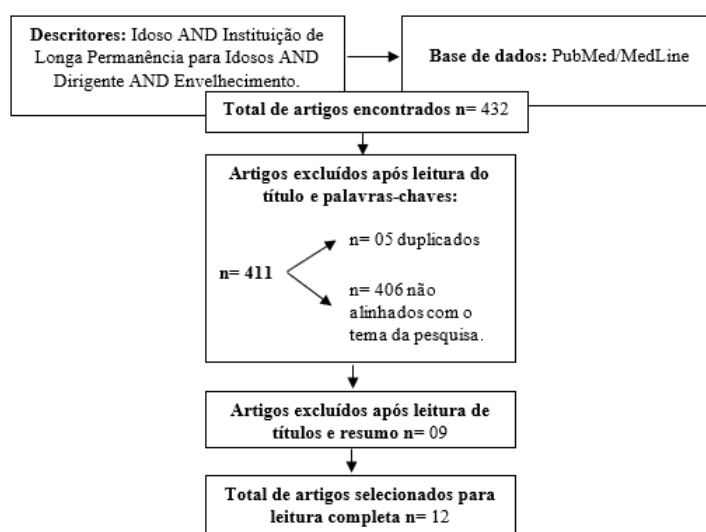 Descritores: Idoso AND Instituição de
Longa Permanência para Idosos AND
Dirigente AND Envelhecimento.
Base de dados: PubMed/MedLine
Total de artigos encontrados n= 432
Artigos excluídos após leitura do
título e palavras-chaves:
n= 05 duplicados
n= 411
n= 406 não
alinhados com o
tema da pesquisa.
Artigos excluídos após leitura de
títulos e resumo n= 09
Total de artigos selecionados para
leitura completa n= 12